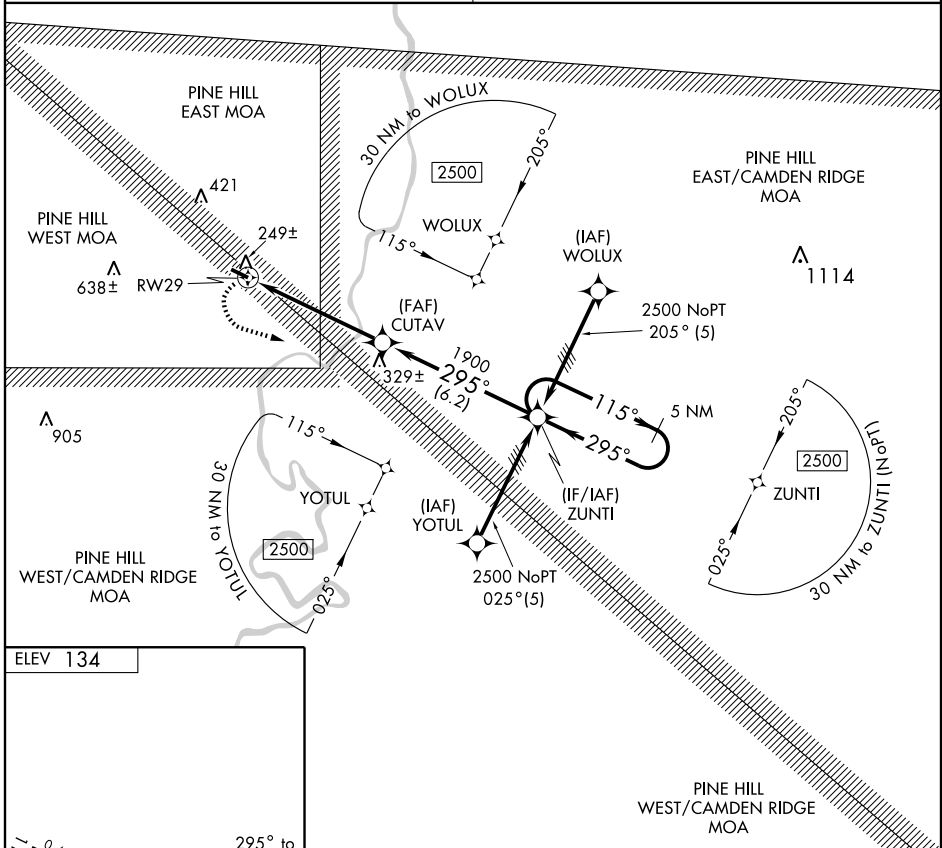 PINE HILL
EAST MOA
30 NM to WOLUX
205°
2500
PINE HILL
EAST/CAMDEN RIDGE
MOA
421
PINE HILL
WEST MOA
249±
WOLUX
115°
(IAF)
WOLUX
638±
RW29
1114
(FAF)
CUTAV
2500 NoPT
205° (5)
1900
295°
(6.2)
329±
115°
5 NM
295°
905
115°
30 NM to YOTUL
YOTUL
2500
025°
(IAF)
YOTUL
(IF/IAF)
ZUNTI
205°
2500
ZUNTI
025°
30 NM to ZUNTI (NoPT)
PINE HILL
WEST/CAMDEN RIDGE
MOA
2500 NoPT
025°(5)
ELEV 134
PINE HILL
WEST/CAMDEN RIDGE
MOA
295° to